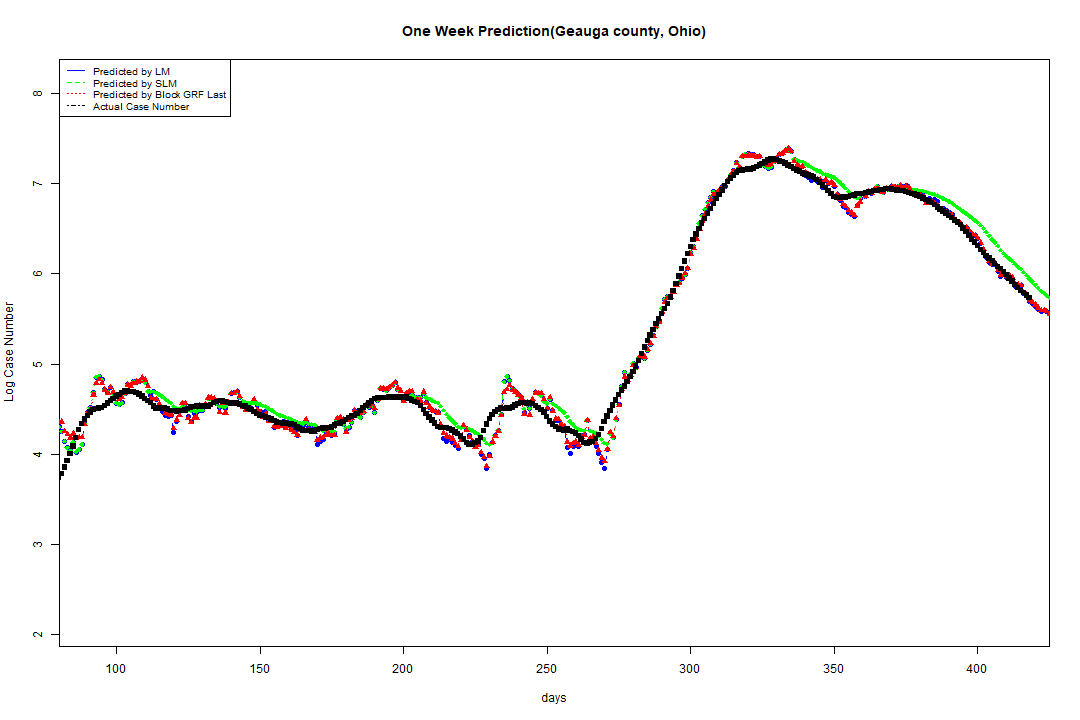 One Week Prediction(Geauga county, Ohio)
Predicted by LM
Predicted by SLM
Predicted by Block GRF Last
Actual Case Number
Log Case Number
8
7
6
5
4
3
2
100 150 200 250 300 350 400
days